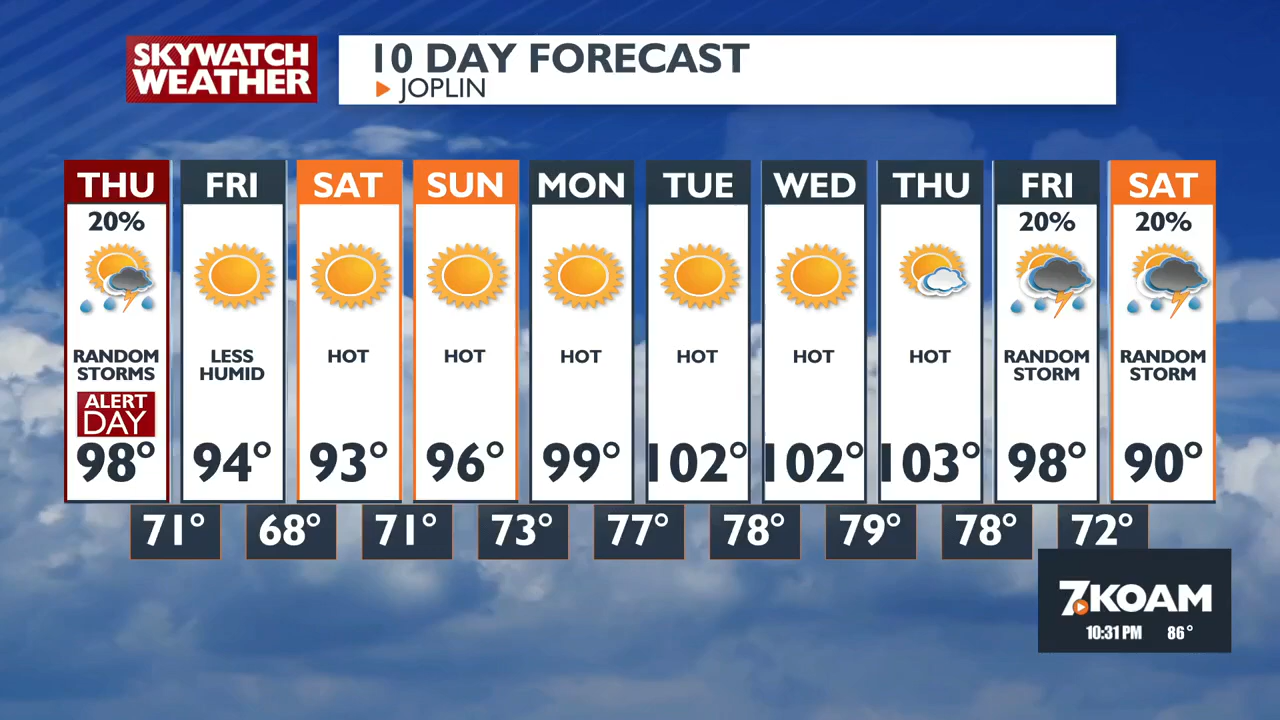 SKYWATCH
WEATHER
10 DAY FORECAST
JOPLIN
THU
20%
RANDOM
STORMS
ALERT
DAY
98°
FRI
LESS
HUMID
94°
SAT
HOT
93°
SUN
HOT
96°
MON
HOT
99°
TUE
HOT
102°
WED
HOT
102°
THU
HOT
103°
FRI
20%
RANDOM
STORM
98°
SAT
20%
RANDOM
STORM
90°
71° 68° 71° 73° 77° 78° 79° 78° 72°
7KOAM
10:31 PM 86°